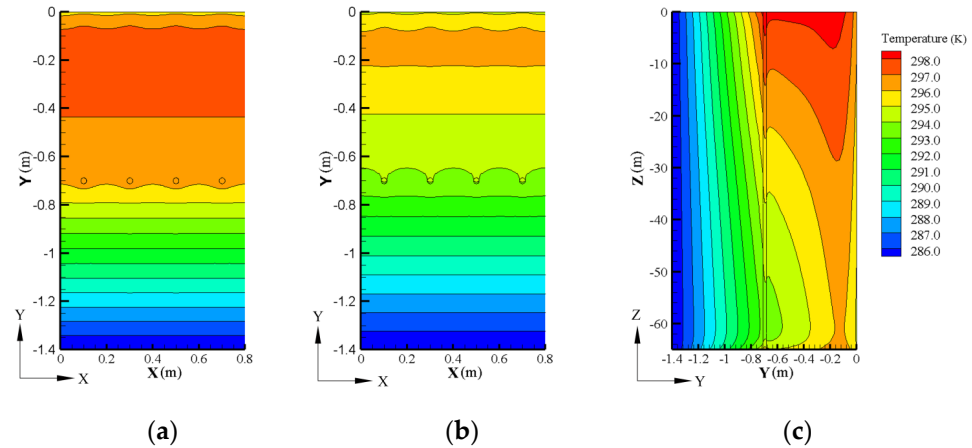 0
-0.2
-0.4
-0.6
-0.8
-1
-1.2
-1.4
Y (m)
0 0.2 0.4 0.6 0.8
X (m)
Y
X
(a)
0
-0.2
-0.4
-0.6
-0.8
-1
-1.2
-1.4
Y (m)
0 0.2 0.4 0.6 0.8
X (m)
Y
X
(b)
0
-10
-20
-30
-40
-50
-60
Z (m)
-1.4 -1.2 -1 -0.8 -0.6 -0.4 -0.2 0
Y (m)
Z
Y
(c)
Temperature (K)
298.0
297.0
296.0
295.0
294.0
292.0
291.0
290.0
289.0
288.0
287.0
286.0